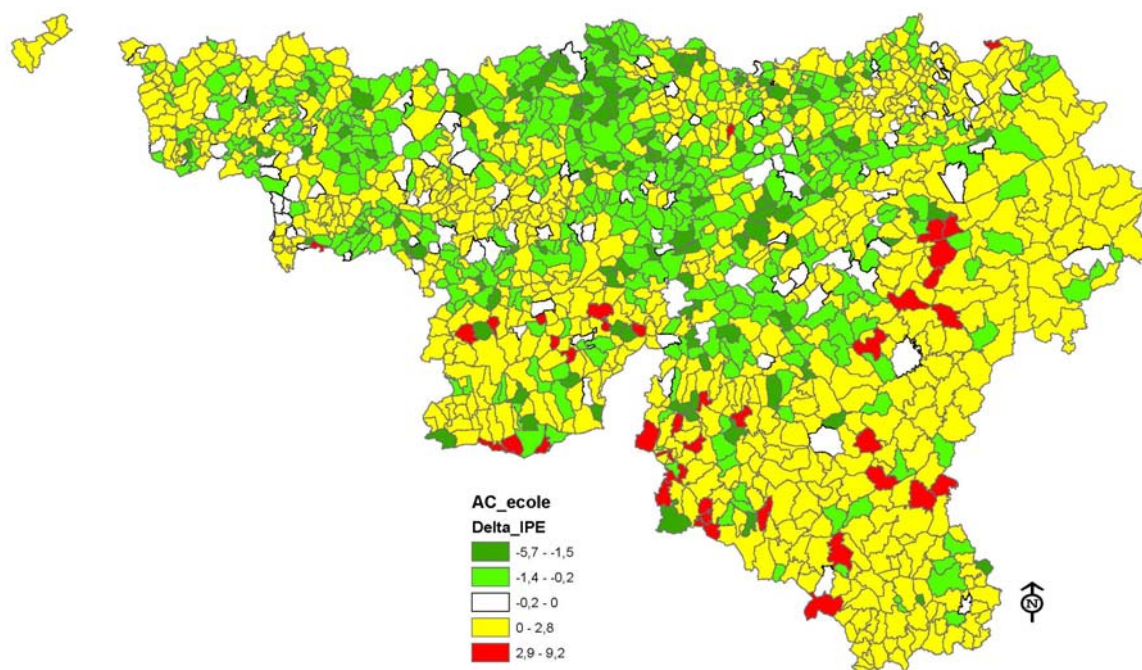 AC_ecole
Delta_IPE
-5,7 - -1,5
-1,4 - -0,2
-0,2 - 0
0 - 2,8
2,9 - 9,2
N